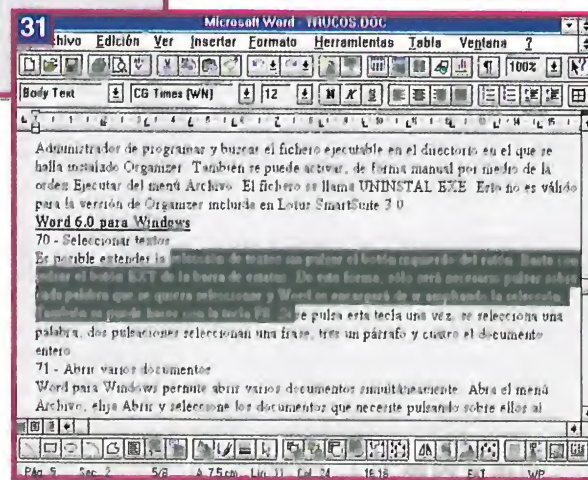 31
Microsoft Word - TRUCOS.DOC
chivo Edición Ver Insertar Formato Herramientas Tabla Ventana ?
100%
Body Text CG Times (WN) 12 N K S
Administrador de programar y buscar el fichero ejecutable en el directorio en el que se
halla instalado Organizer. También se puede activar, de forma manual por medio de la
orden Ejecutar del menú Archivo. El fichero se llama UNINSTAL.EXE. Esto no es válido
para la versión de Organizer incluida en Lotus SmartSuite 3.0
Word 6.0 para Windows
70 - Seleccionar textos
Es posible extender la selección de textos sin pulsar el botón izquierdo del ratón. Basta con
pulsar el botón EXT de la barra de estado. De esta forma, sólo será necesario pulsar sobre
cada palabra que se quiera seleccionar y Word se encargará de ir ampliando la selección.
También se puede hacer con la tecla F8. Si se pulsa esta tecla una vez, se selecciona una
palabra, dos pulsaciones seleccionan una frase, tres un párrafo y cuatro el documento
entero
71 - Abrir varios documentos
Word para Windows permite abrir varios documentos simultáneamente. Abra el menú
Archivo, elija Abrir y seleccione los documentos que necesite pulsando sobre ellos al
Pág. 5 Sec. 2 5/8 A 7.5 cm Lín. 11 Col. 24 16:16 EXT WP